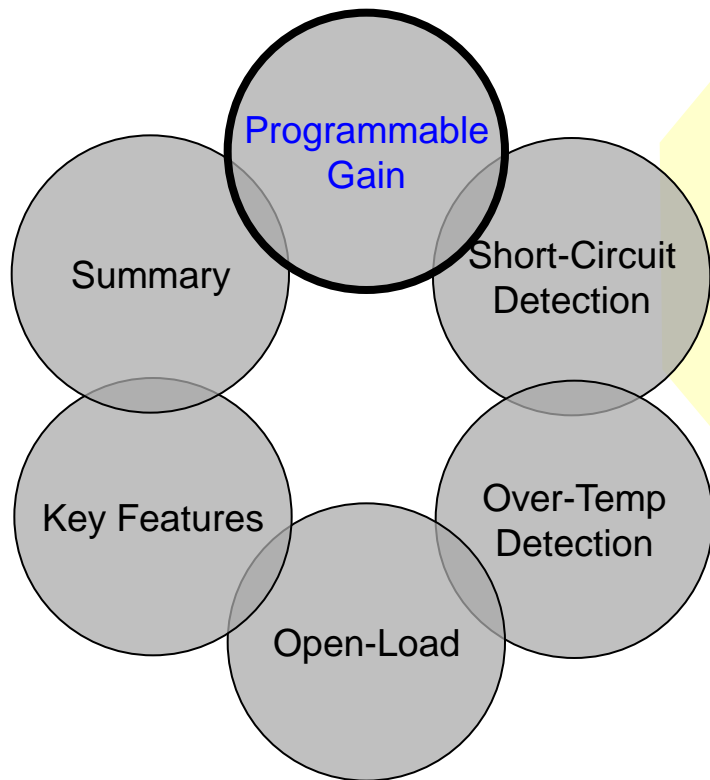 Programmable
Gain
Short-Circuit
Detection
Over-Temp
Detection
Open-Load
Key Features
Summary